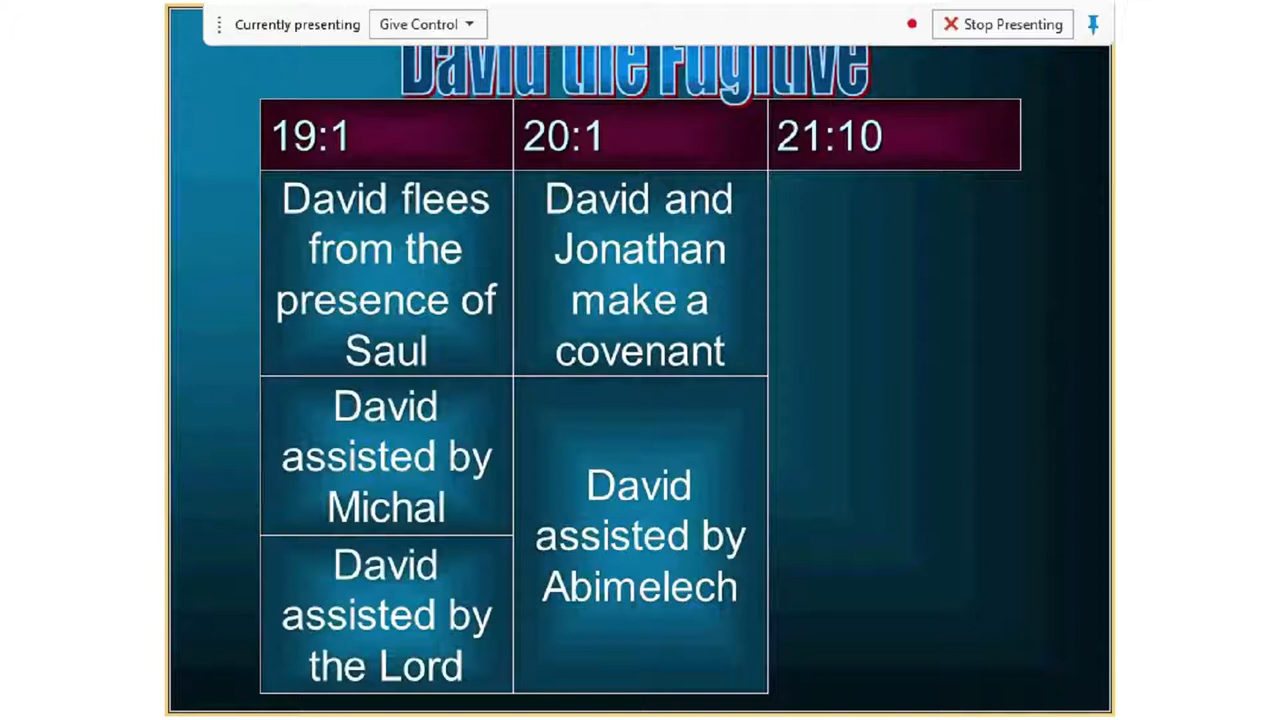 Currently presenting Give Control Stop Presenting
David the Fugitive
19:1 20:1 21:10
David flees
from the
presence of
Saul
David and
Jonathan
make a
covenant
David
assisted by
Michal
David
assisted by
Abimelech
David
assisted by
the Lord